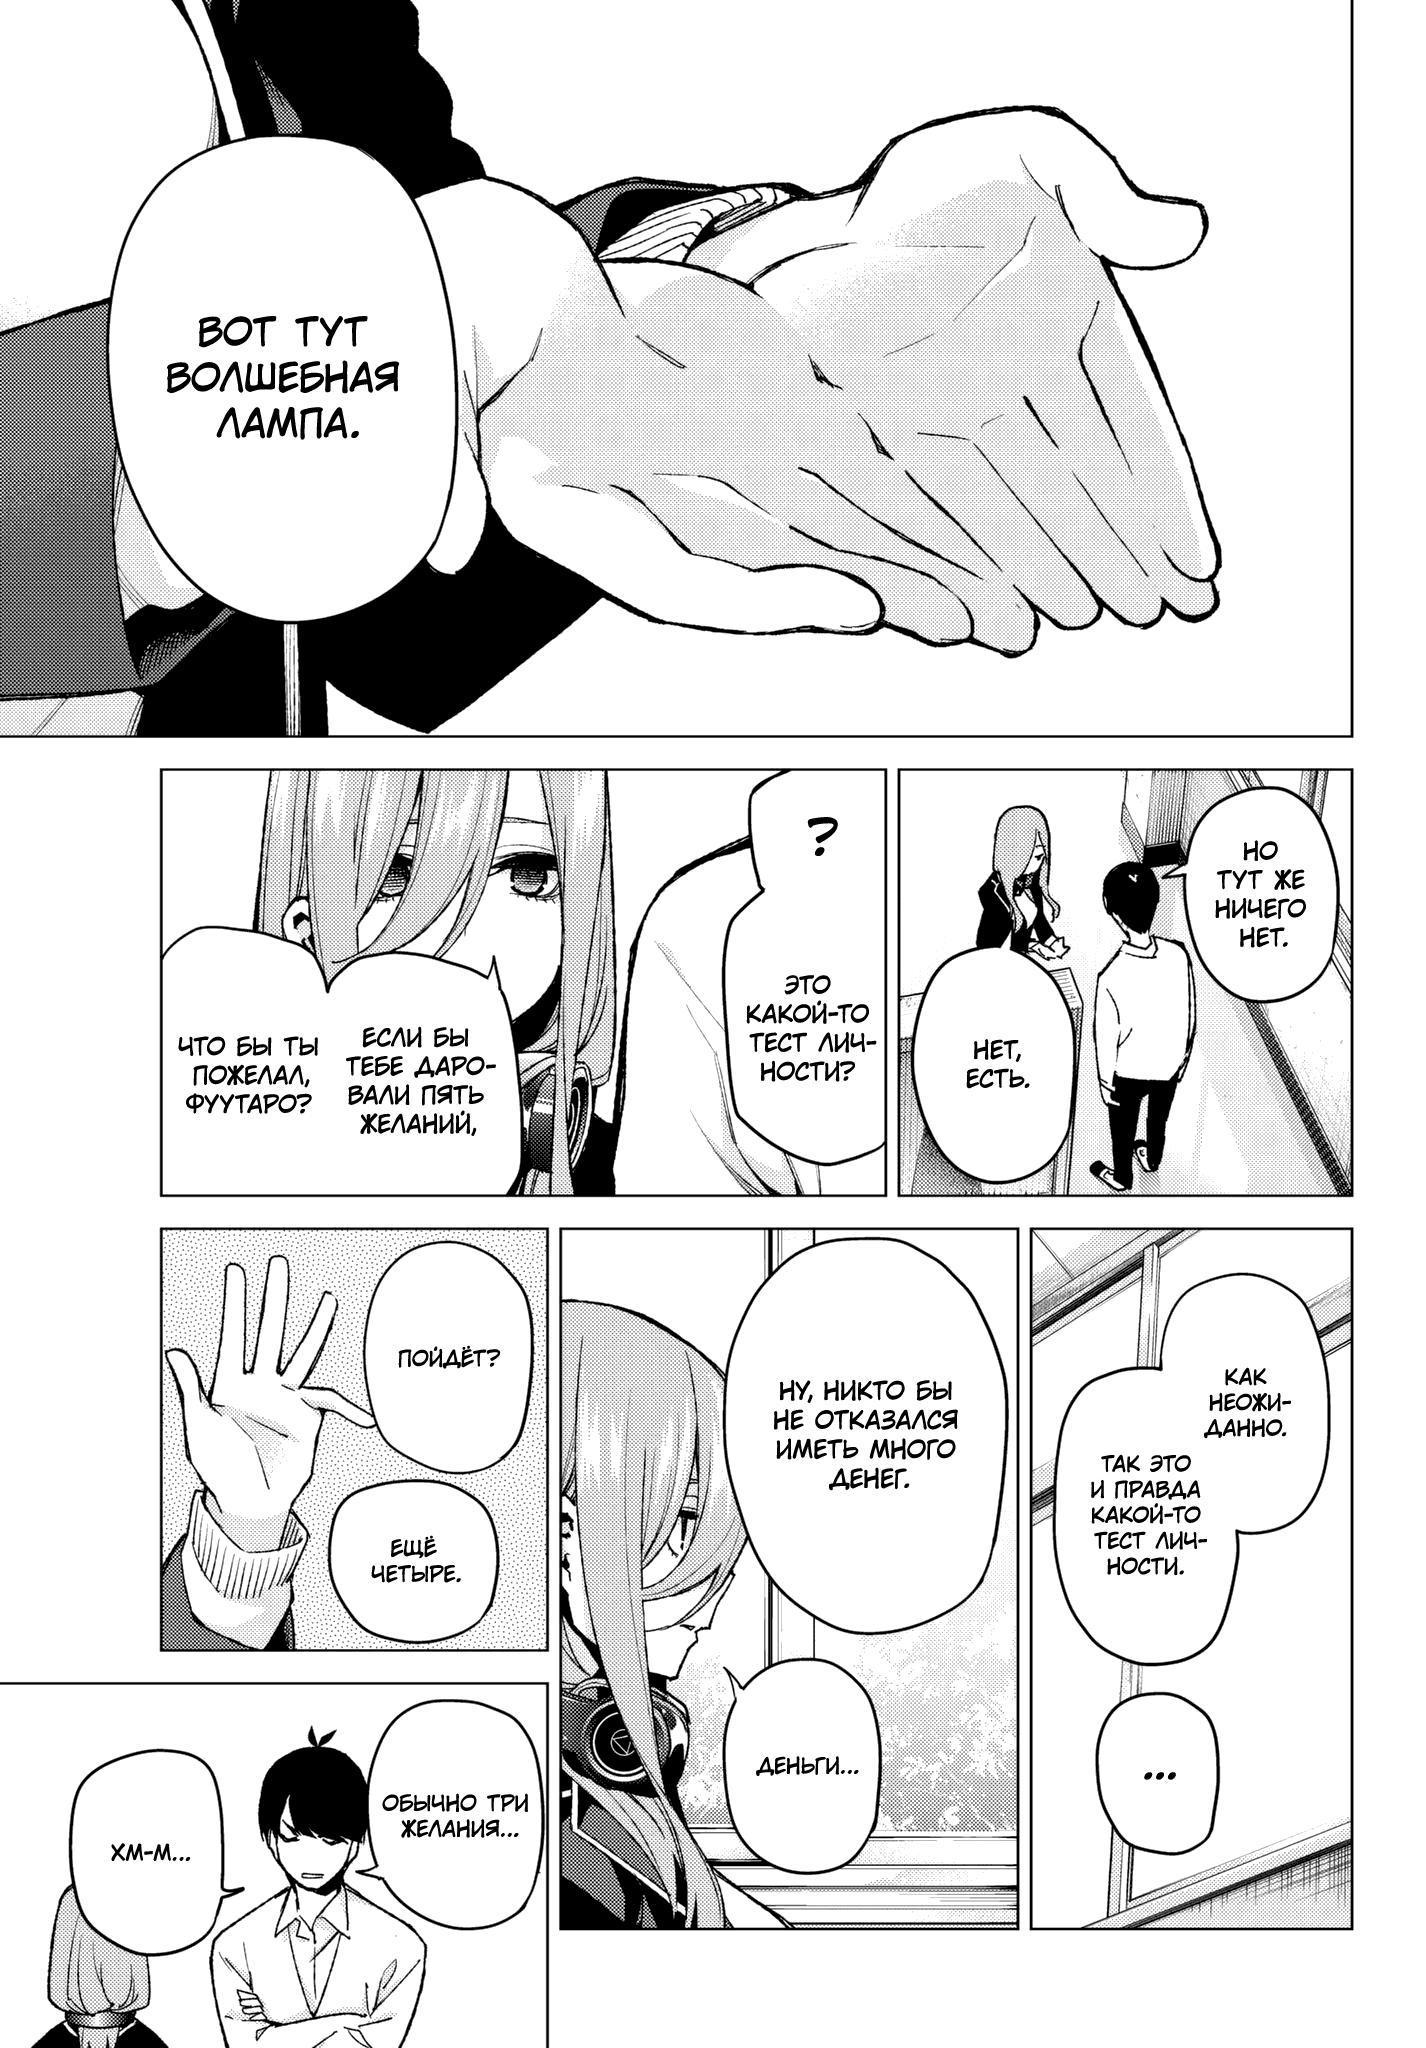 ВОТ ТУТ
ВОЛШЕБНАЯ
ЛАМПА.
НО
ТУТ ЖЕ
НИЧЕГО
НЕТ.
НЕТ,
ЕСТЬ.
?
ЭТО
КАКОЙ-ТО
ТЕСТ ЛИЧ-
НОСТИ?
ЕСЛИ БЫ
ТЕБЕ ДАРО-
ВАЛИ ПЯТЬ
ЖЕЛАНИЙ,
ЧТО БЫ ТЫ
ПОЖЕЛАЛ,
ФУУТАРО?
КАК
НЕОЖИ-
ДАННО.
ТАК ЭТО
И ПРАВДА
КАКОЙ-ТО
ТЕСТ ЛИЧ-
НОСТИ.
...
НУ, НИКТО БЫ
НЕ ОТКАЗАЛСЯ
ИМЕТЬ МНОГО
ДЕНЕГ.
ДЕНЬГИ...
ПОЙДЁТ?
ЕЩЁ
ЧЕТЫРЕ.
ОБЫЧНО ТРИ
ЖЕЛАНИЯ...
ХМ-М...